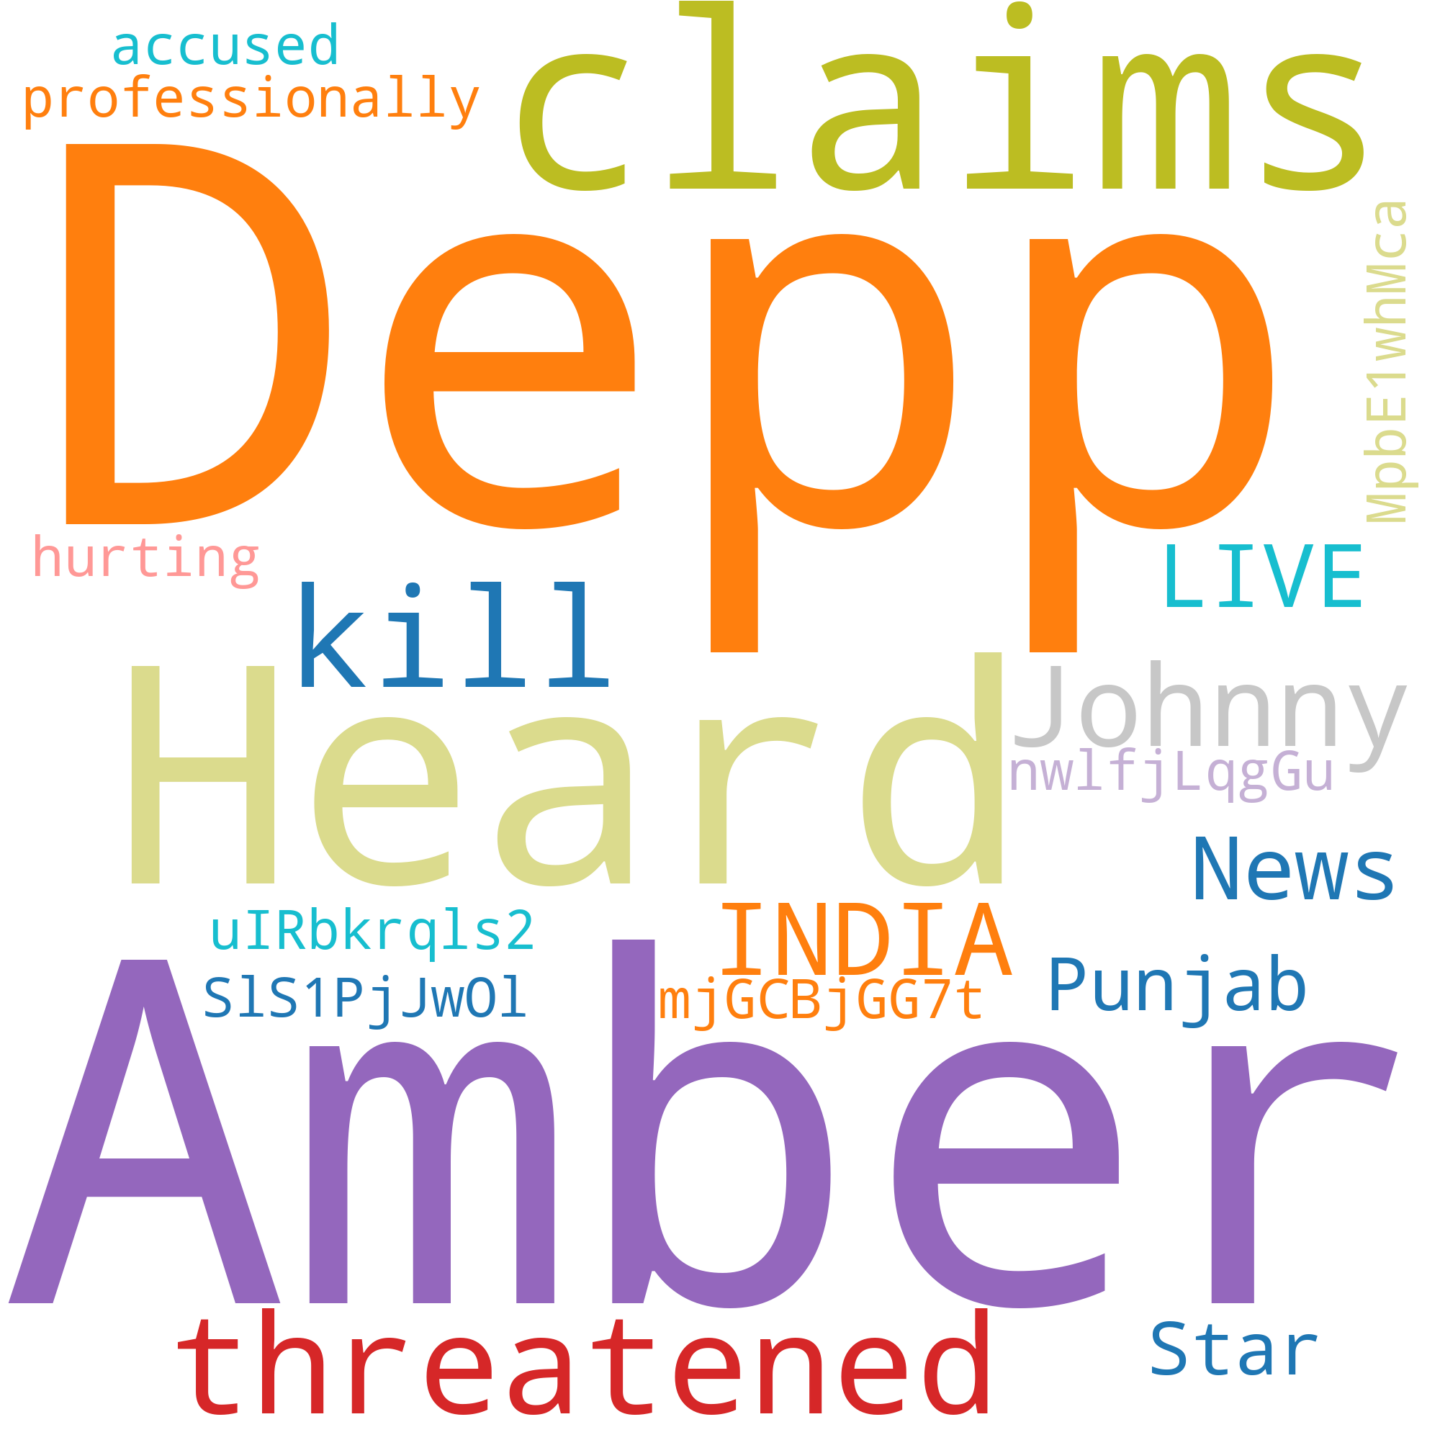 accused
claims
professionally
Depp
MpbE1whMca
hurting
LIVE
kill
Heard
Johnny
nwlfjLqgGu
News
uIRbkrqls2
INDIA
SlS1PjJwOl
mjGCBjGG7t
Punjab
Amber
threatened
Star